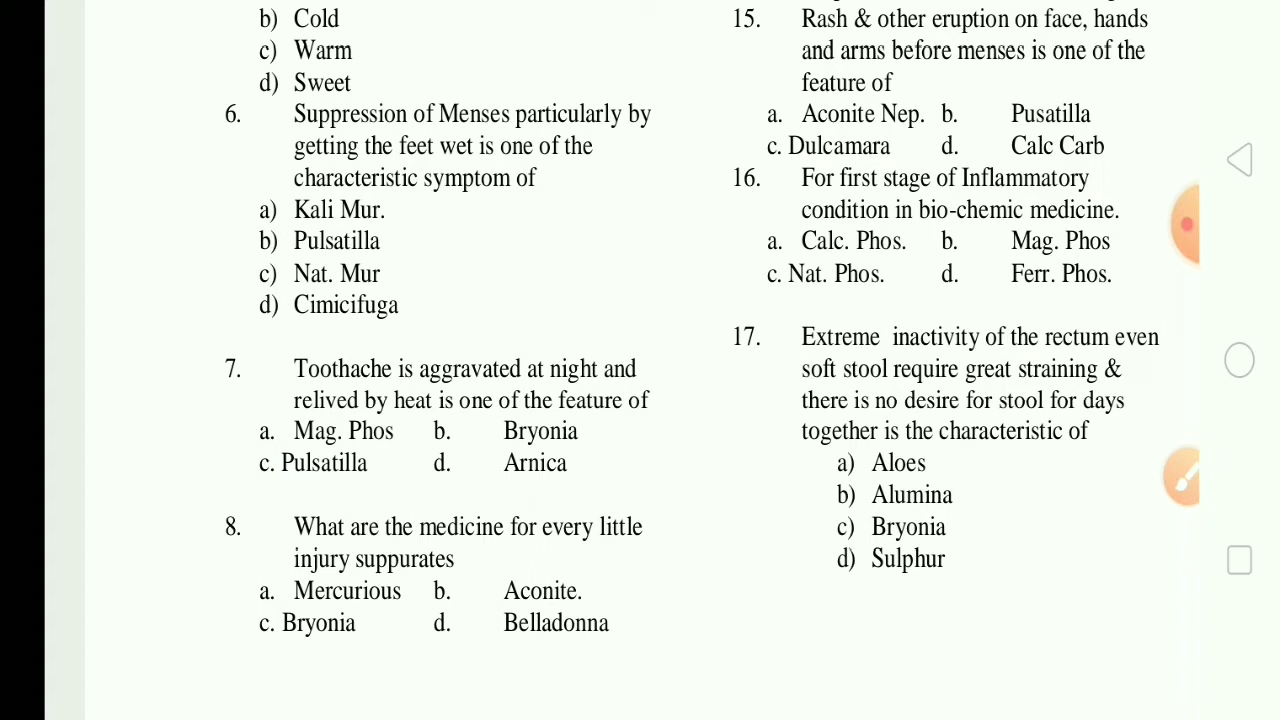 b) Cold
c) Warm
d) Sweet
6. Suppression of Menses particularly by
getting the feet wet is one of the
characteristic symptom of
a) Kali Mur.
b) Pulsatilla
c) Nat. Mur
d) Cimicifuga
7. Toothache is aggravated at night and
relived by heat is one of the feature of
a. Mag. Phos b. Bryonia
c. Pulsatilla d. Arnica
8. What are the medicine for every little
injury suppurates
a. Mercurious b. Aconite.
c. Bryonia d. Belladonna
15. Rash & other eruption on face, hands
and arms before menses is one of the
feature of
a. Aconite Nep. b. Pusatilla
c. Dulcamara d. Calc Carb
16. For first stage of Inflammatory
condition in bio-chemic medicine.
a. Calc. Phos. b. Mag. Phos
c. Nat. Phos. d. Ferr. Phos.
17. Extreme inactivity of the rectum even
soft stool require great straining &
there is no desire for stool for days
together is the characteristic of
a) Aloes
b) Alumina
c) Bryonia
d) Sulphur